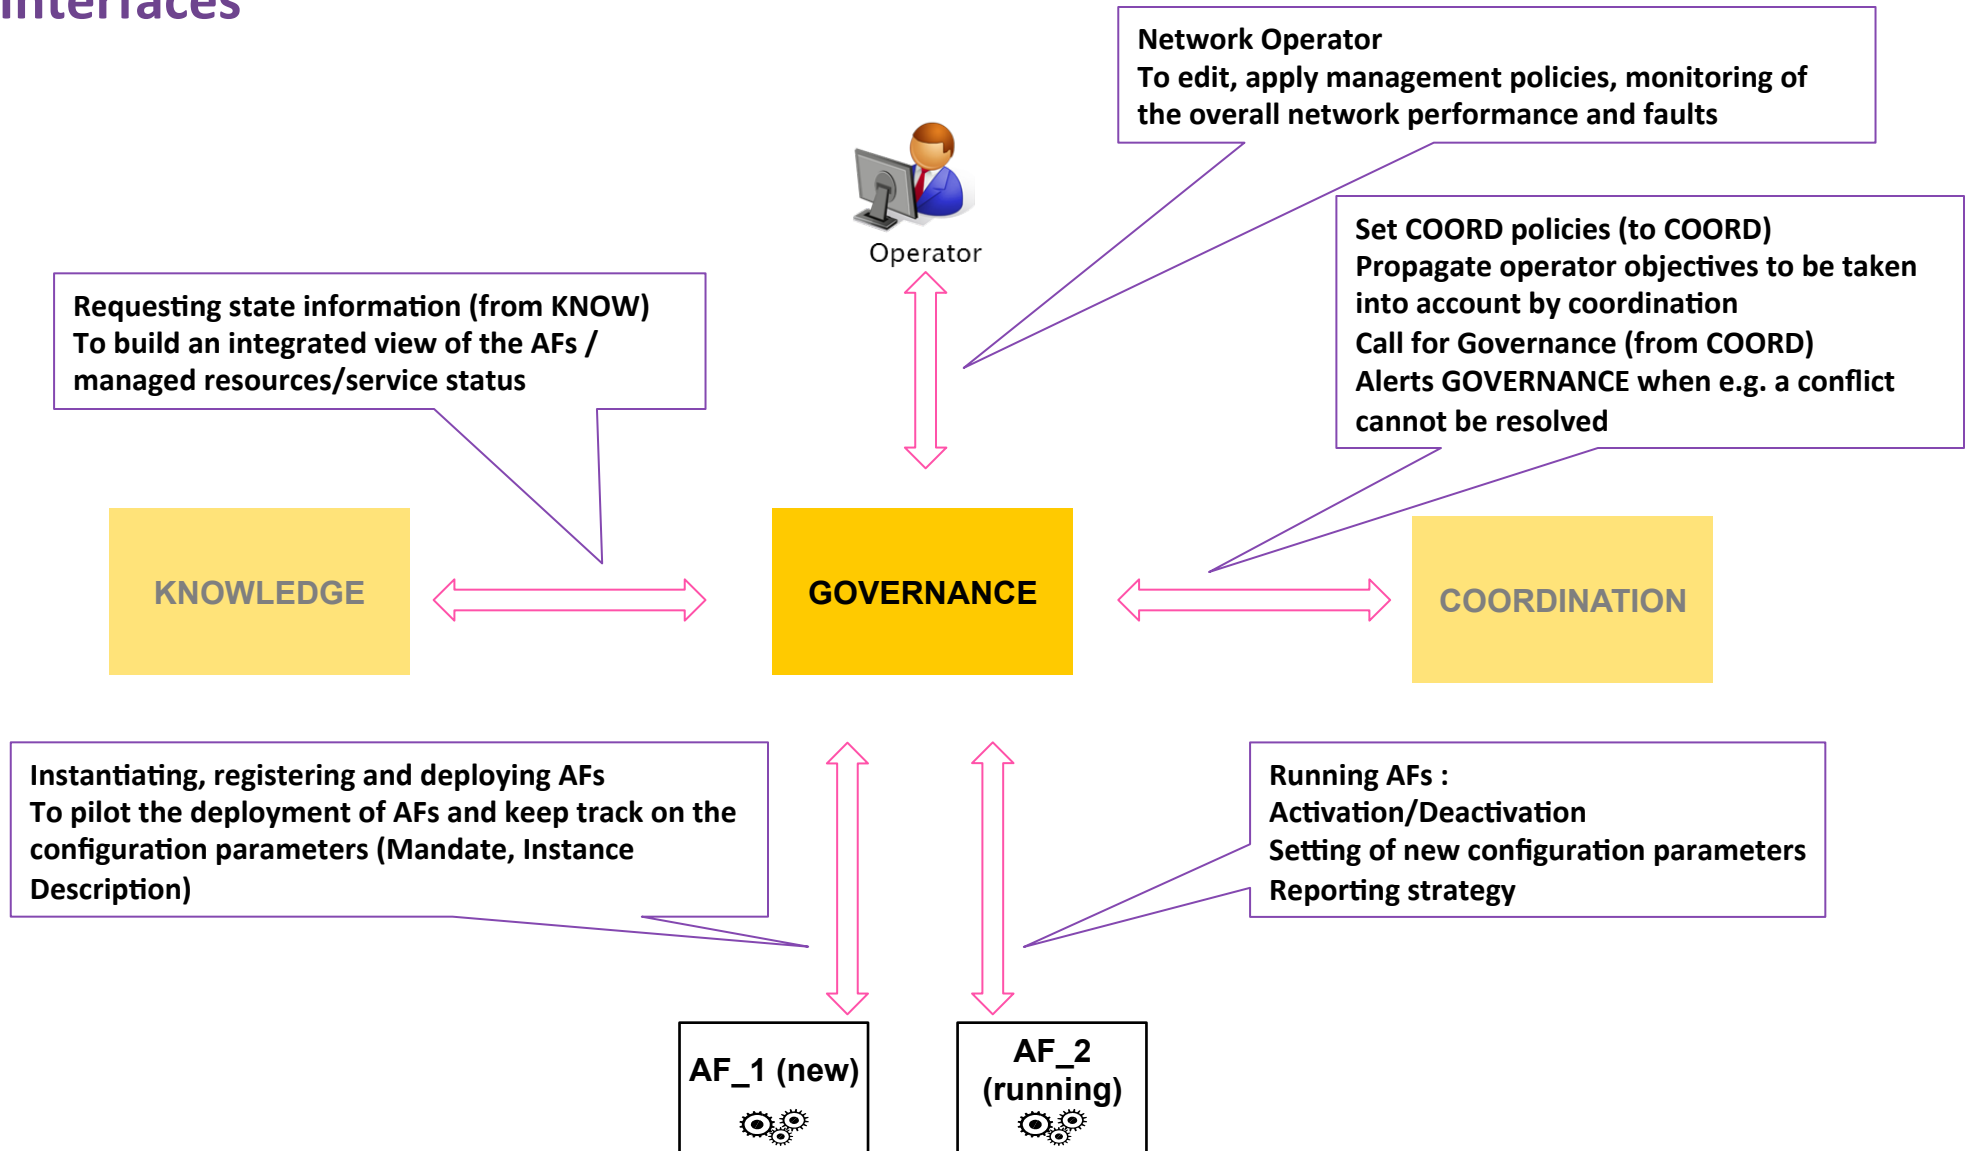 Interfaces
Network Operator
To edit, apply management policies, monitoring of
the overall network performance and faults
Operator
Set COORD policies (to COORD)
Propagate operator objectives to be taken
into account by coordination
Call for Governance (from COORD)
Alerts GOVERNANCE when e.g. a conflict
cannot be resolved
Requesting state information (from KNOW)
To build an integrated view of the AFs /
managed resources/service status
KNOWLEDGE
GOVERNANCE
COORDINATION
Instantiating, registering and deploying AFs
To pilot the deployment of AFs and keep track on the
configuration parameters (Mandate, Instance
Description)
Running AFs :
Activation/Deactivation
Setting of new configuration parameters
Reporting strategy
AF_1 (new)
AF_2
(running)